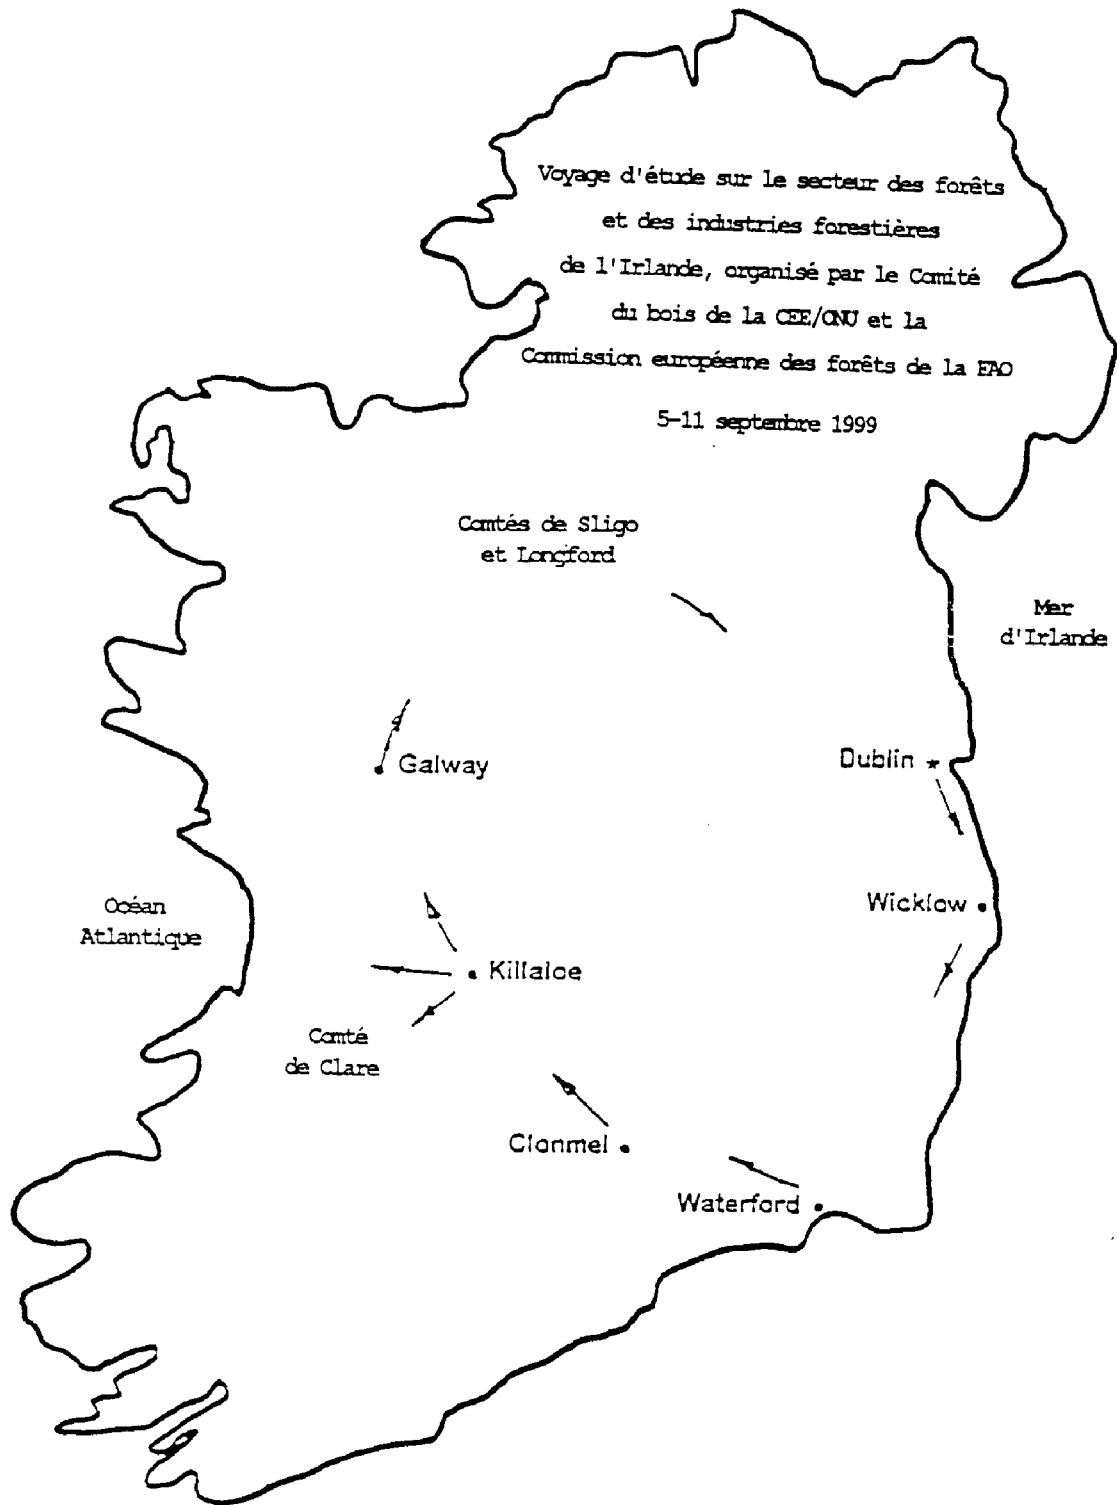 Voyage d'étude sur le secteur des forêts
et des industries forestières
de l'Irlande, organisé par le Comité
du bois de la CEE/ONU et la
Commission européenne des forêts de la FAO
5-11 septembre 1999
Comtés de Sligo
et Longford
Mer
d'Irlande
Galway
Dublin
Wicklow
Océan
Atlantique
Killaloe
Comté
de Clare
Clonmel
Waterford